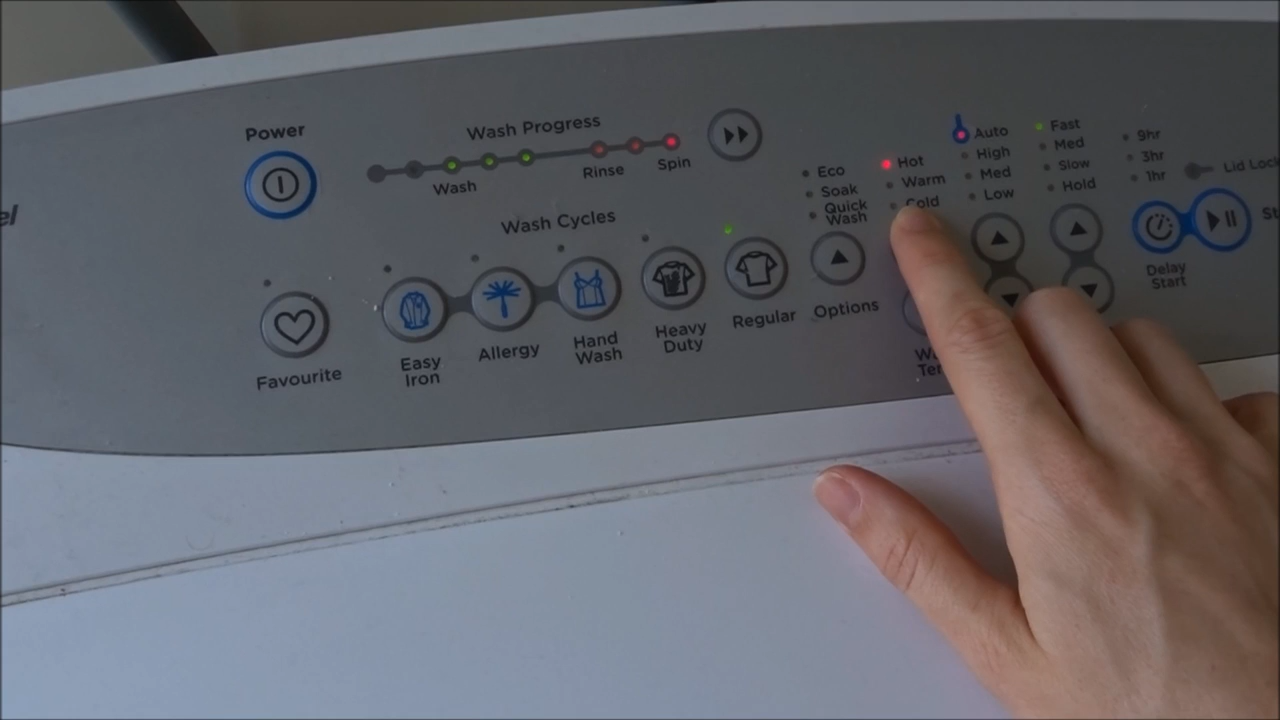 el
Power
Wash Progress
Wash
Rinse
Spin
Wash Cycles
Favourite
Easy
Iron
Allergy
Hand
Wash
Heavy
Duty
Regular
Eco
Soak
Quick
Wash
Options
Hot
Warm
Cold
Auto
High
Med
Low
Fast
Med
Slow
Hold
9hr
3hr
1hr
Delay
Start
Lid Lock